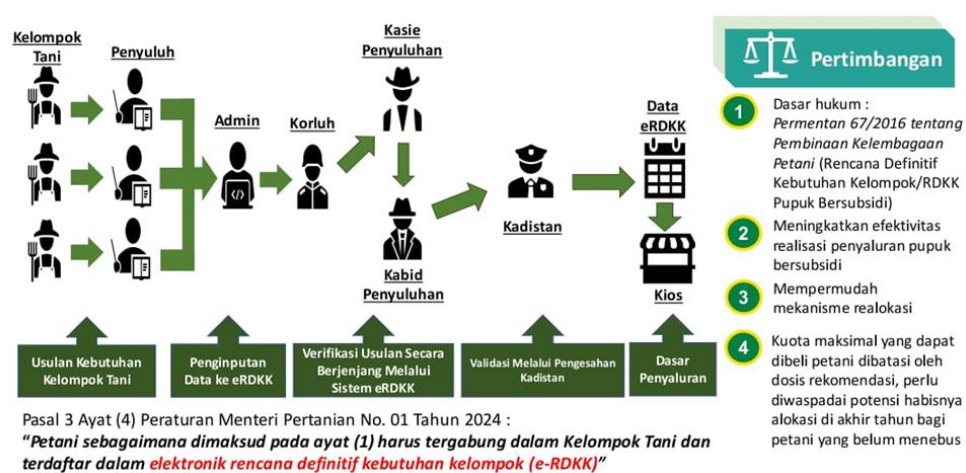 Kelompok
Tani
Penyuluh
Admin
Korluh
Kasie
Penyuluhan
Kabid
Penyuluhan
Kadistan
Data
eRDKK
Kios
Usulan Kebutuhan
Kelompok Tani
Penginputan
Data ke eRDKK
Verifikasi Usulan Secara
Berjenjang Melalui
Sistem eRDKK
Validasi Melalui Pengesahan
Kadistan
Dasar
Penyaluran
Pasal 3 Ayat (4) Peraturan Menteri Pertanian No. 01 Tahun 2024 :
“Petani sebagaimana dimaksud pada ayat (1) harus tergabung dalam Kelompok Tani dan
terdaftar dalam elektronik rencana definitif kebutuhan kelompok (e-RDKK)”
Pertimbangan
1
Dasar hukum :
Permentan 67/2016 tentang
Pembinaan Kelembagaan
Petani (Rencana Definitif
Kebutuhan Kelompok/RDKK
Pupuk Bersubsidi)
2
Meningkatkan efektivitas
realisasi penyaluran pupuk
bersubsidi
3
Mempermudah
mekanisme realokasi
4
Kuota maksimal yang dapat
dibeli petani dibatasi oleh
dosis rekomendasi, perlu
diwaspadai potensi habisnya
alokasi di akhir tahun bagi
petani yang belum menebus